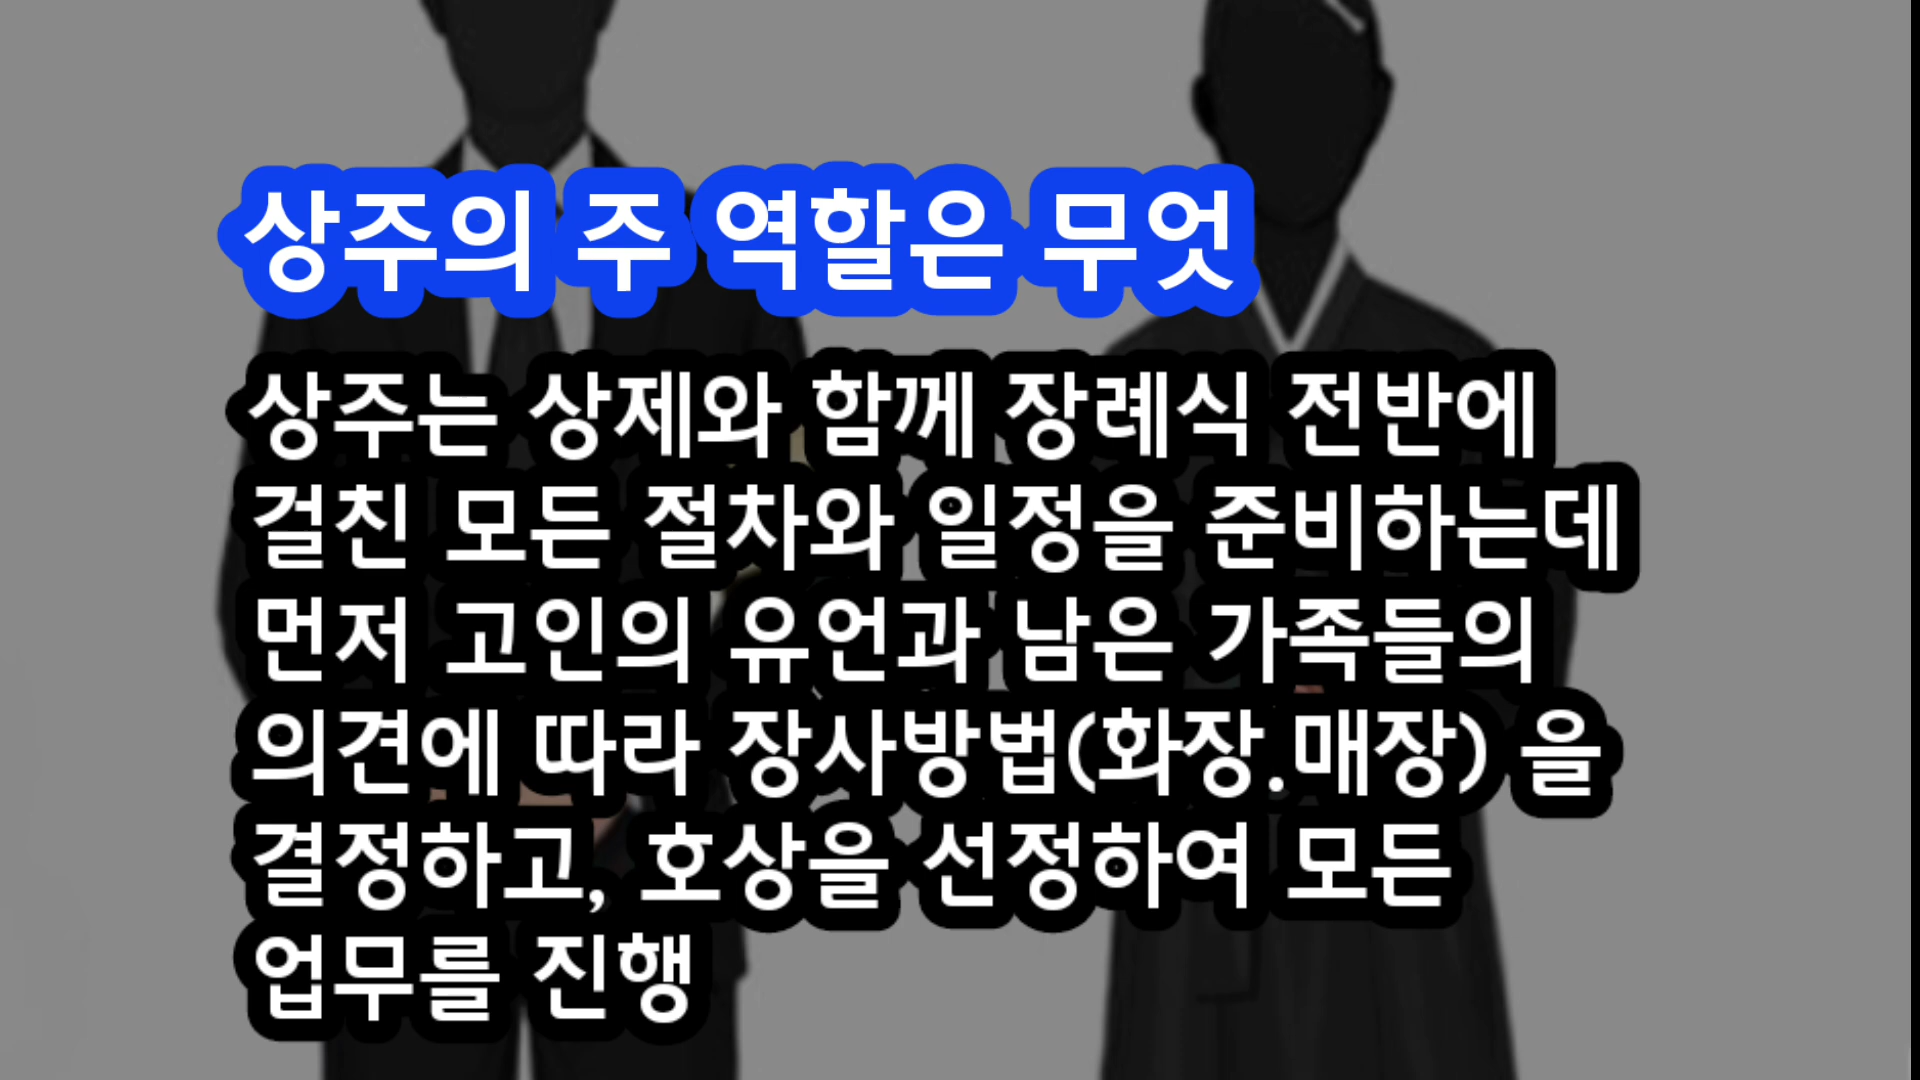 상주의 주 역할은 무엇
상주는 상제와 함께 장례식 전반에
걸친 모든 절차와 일정을 준비하는데
먼저 고인의 유언과 남은 가족들의
의견에 따라 장사방법(화장.매장) 을
결정하고, 호상을 선정하여 모든
업무를 진행